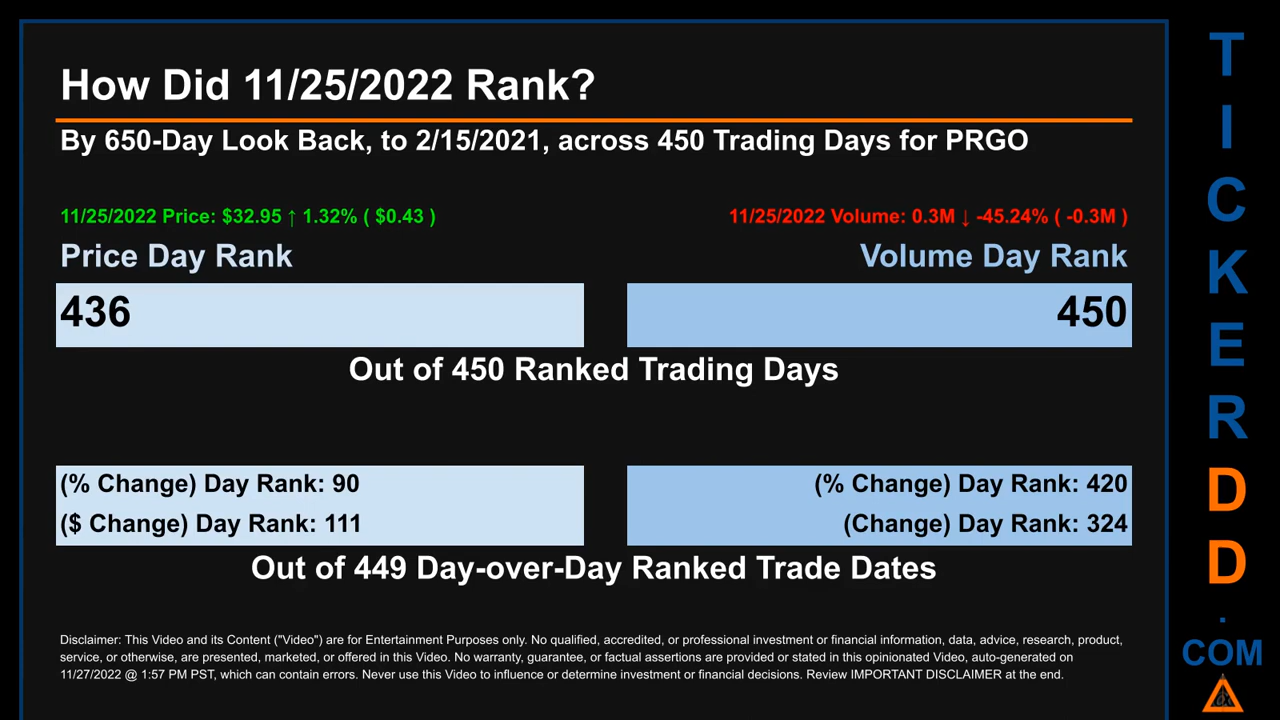 How Did 11/25/2022 Rank?
By 650-Day Look Back, to 2/15/2021, across 450 Trading Days for PRGO
11/25/2022 Price: $32.95 ↑ 1.32% ( $0.43 )
11/25/2022 Volume: 0.3M ↓ -45.24% ( -0.3M )
Price Day Rank
Volume Day Rank
436
450
Out of 450 Ranked Trading Days
(% Change) Day Rank: 90
($ Change) Day Rank: 111
(% Change) Day Rank: 420
(Change) Day Rank: 324
Out of 449 Day-over-Day Ranked Trade Dates
Disclaimer: This Video and its Content ("Video") are for Entertainment Purposes only. No qualified, accredited, or professional investment or financial information, data, advice, research, product,
service, or otherwise, are presented, marketed, or offered in this Video. No warranty, guarantee, or factual assertions are provided or stated in this opinionated Video, auto-generated on
11/27/2022 @ 1:57 PM PST, which can contain errors. Never use this Video to influence or determine investment or financial decisions. Review IMPORTANT DISCLAIMER at the end.
T
I
C
K
E
R
D
D
.
COM